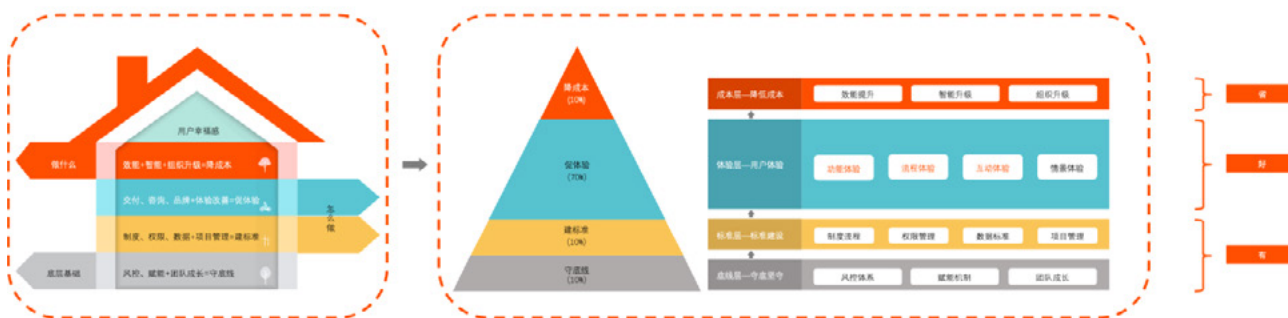 用户幸福感
做什么
效能+智能+组织升级=降成本
交付、咨询、品牌+体验改善=促体验
制度、权限、数据+项目管理=建标准
怎么做
底层基础
风控、赋能+团队成长=守底线
降成本
(10%)
促体验
(70%)
建标准
(10%)
守底线
(10%)
成本层—降低成本
效能提升
智能升级
组织升级
体验层—用户体验
功能体验
流程体验
互动体验
情景体验
标准层—标准建设
制度流程
权限管理
数据标准
项目管理
底线层—守底坚守
风控体系
赋能机制
团队成长
省
好
有